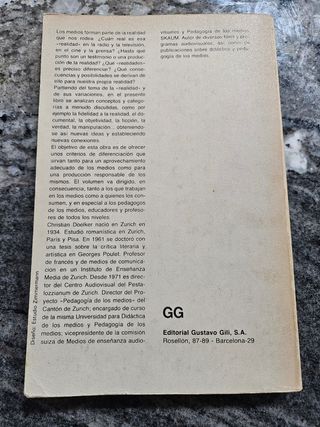 Los medios forman parte de la realidad
que nos rodea. ¿Cuán real es esa
«realidad» en la radio y la televisión,
en el cine y la prensa? ¿Hasta qué
punto son un testimonio o una produc-
ción de la realidad? ¿Qué «realidades»
es preciso diferenciar? ¿Qué conse-
cuencias y posibilidades se derivan de
ello para nuestra propia realidad?
Partiendo del tema de la «realidad» y
de sus variaciones, en el presente
libro se analizan conceptos y catego-
rías a menudo discutidas, como por
ejemplo la fidelidad a la realidad, el do-
cumental, la objetividad, la ficción, la
verdad, la manipulación... obteniendo-
se así nuevas ideas y estableciendo
nuevas conexiones.
El objetivo de esta obra es de ofrecer
unos criterios de diferenciación que
sirvan tanto para un aprovechamiento
adecuado de los medios como para
una producción responsable de los
mismos. El volumen va dirigido, en
consecuencia, tanto a los que trabajan
en los medios como a quienes los con-
sumen, y en especial a los pedagogos
de los medios, educadores y profeso-
res de todos los niveles.
Christian Doelker nació en Zurich en
1934. Estudió romanística en Zurich,
París y Pisa. En 1961 se doctoró con
una tesis sobre la crítica literaria y
artística en Georges Poulet. Profesor
de francés y de medios de comunica-
ción en un Instituto de Enseñanza
Media de Zurich. Desde 1971 es direc-
tor del Centro Audiovisual del Pesta-
lozzianum de Zurich. Director del Pro-
yecto «Pedagogía de los medios» del
Cantón de Zurich; encargado de curso
de la misma Universidad para Didáctica
de los medios y Pedagogía de los
medios; vicepresidente de la comisión
suiza de Medios de enseñanza audio-
visuales y Pedagogía de los medios
SKAUM. Autor de diversos films y pro-
gramas audiovisuales, así como de
publicaciones sobre didáctica y peda-
gogía de los medios.
Diseño: Estudio Zimmermann
GG
Editorial Gustavo Gili, S.A.
Rosellón, 87-89 - Barcelona-29